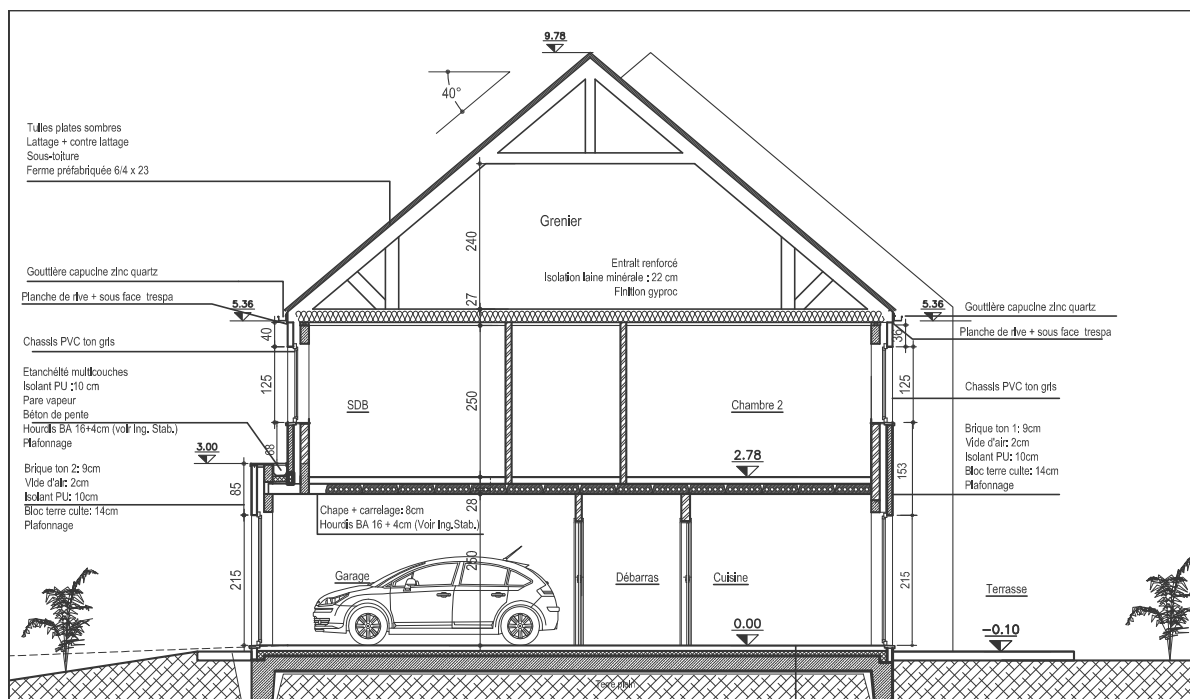 9.78
40°
Tulles plates sombres
Lattage + contre lattage
Sous-toiture
Ferme préfabriquée 6/4 x 23
Grenier
240
Entrait renforcé
Isolation laine minérale : 22 cm
Finition gyproc
27
Gouttière capucine zinc quartz
Planche de rive + sous face trespa
5.36
5.36
Gouttière capucine zinc quartz
Planche de rive + sous face trespa
40
36
Chassis PVC ton gris
125
125
Chassis PVC ton gris
Etanchéité multicouches
Isolant PU :10 cm
Pare vapeur
Béton de pente
Hourdis BA 16+4cm (voir Ing. Stab.)
Plafonnage
SDB
250
Chambre 2
Brique ton 1: 9cm
Vide d'air: 2cm
Isolant PU: 10cm
Bloc terre cuite: 14cm
Plafonnage
3.00
88
2.78
153
Brique ton 2: 9cm
Vide d'air: 2cm
Isolant PU: 10cm
Bloc terre cuite: 14cm
Plafonnage
85
28
Chape + carrelage: 8cm
Hourdis BA 16 + 4cm (Voir Ing.Stab.)
250
215
Garage
Débarras
Cuisine
215
Terrasse
0.00
-0.10
Terre plein